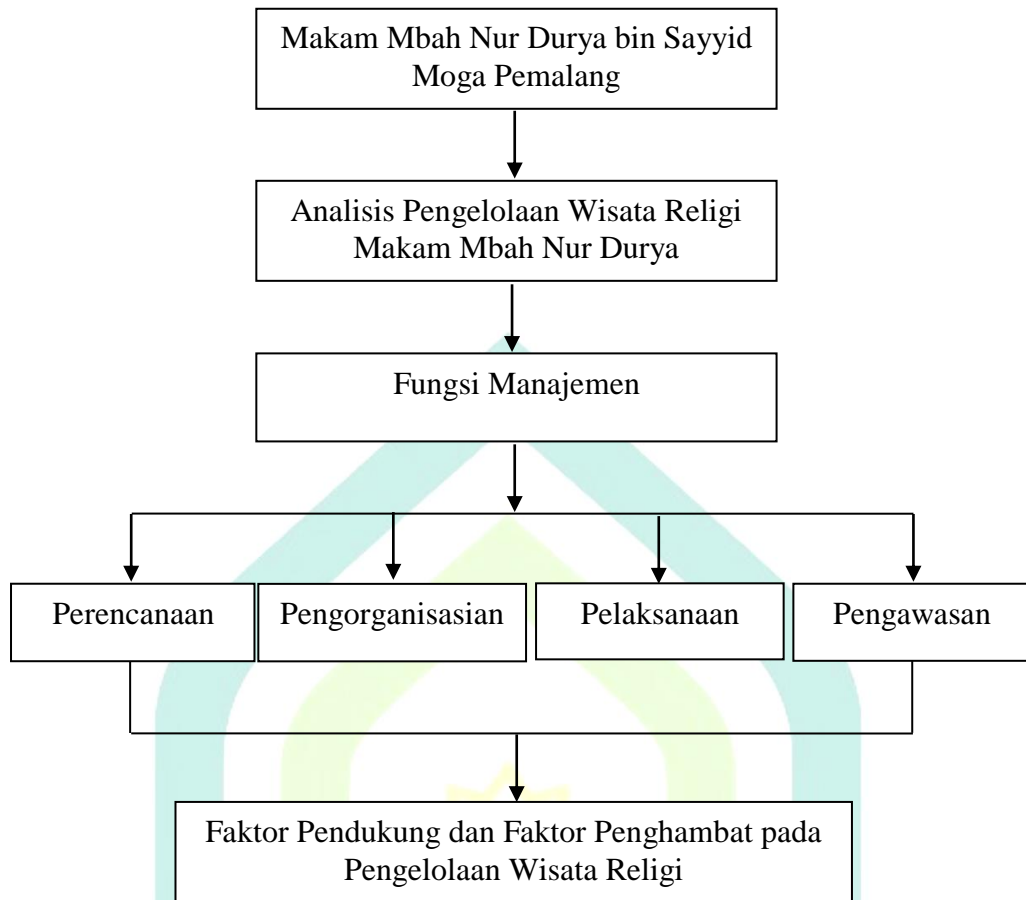 Makam Mbah Nur Durya bin Sayyid
Moga Pemalang
Analisis Pengelolaan Wisata Religi
Makam Mbah Nur Durya
Fungsi Manajemen
Perencanaan
Pengorganisasian
Pelaksanaan
Pengawasan
Faktor Pendukung dan Faktor Penghambat pada
Pengelolaan Wisata Religi